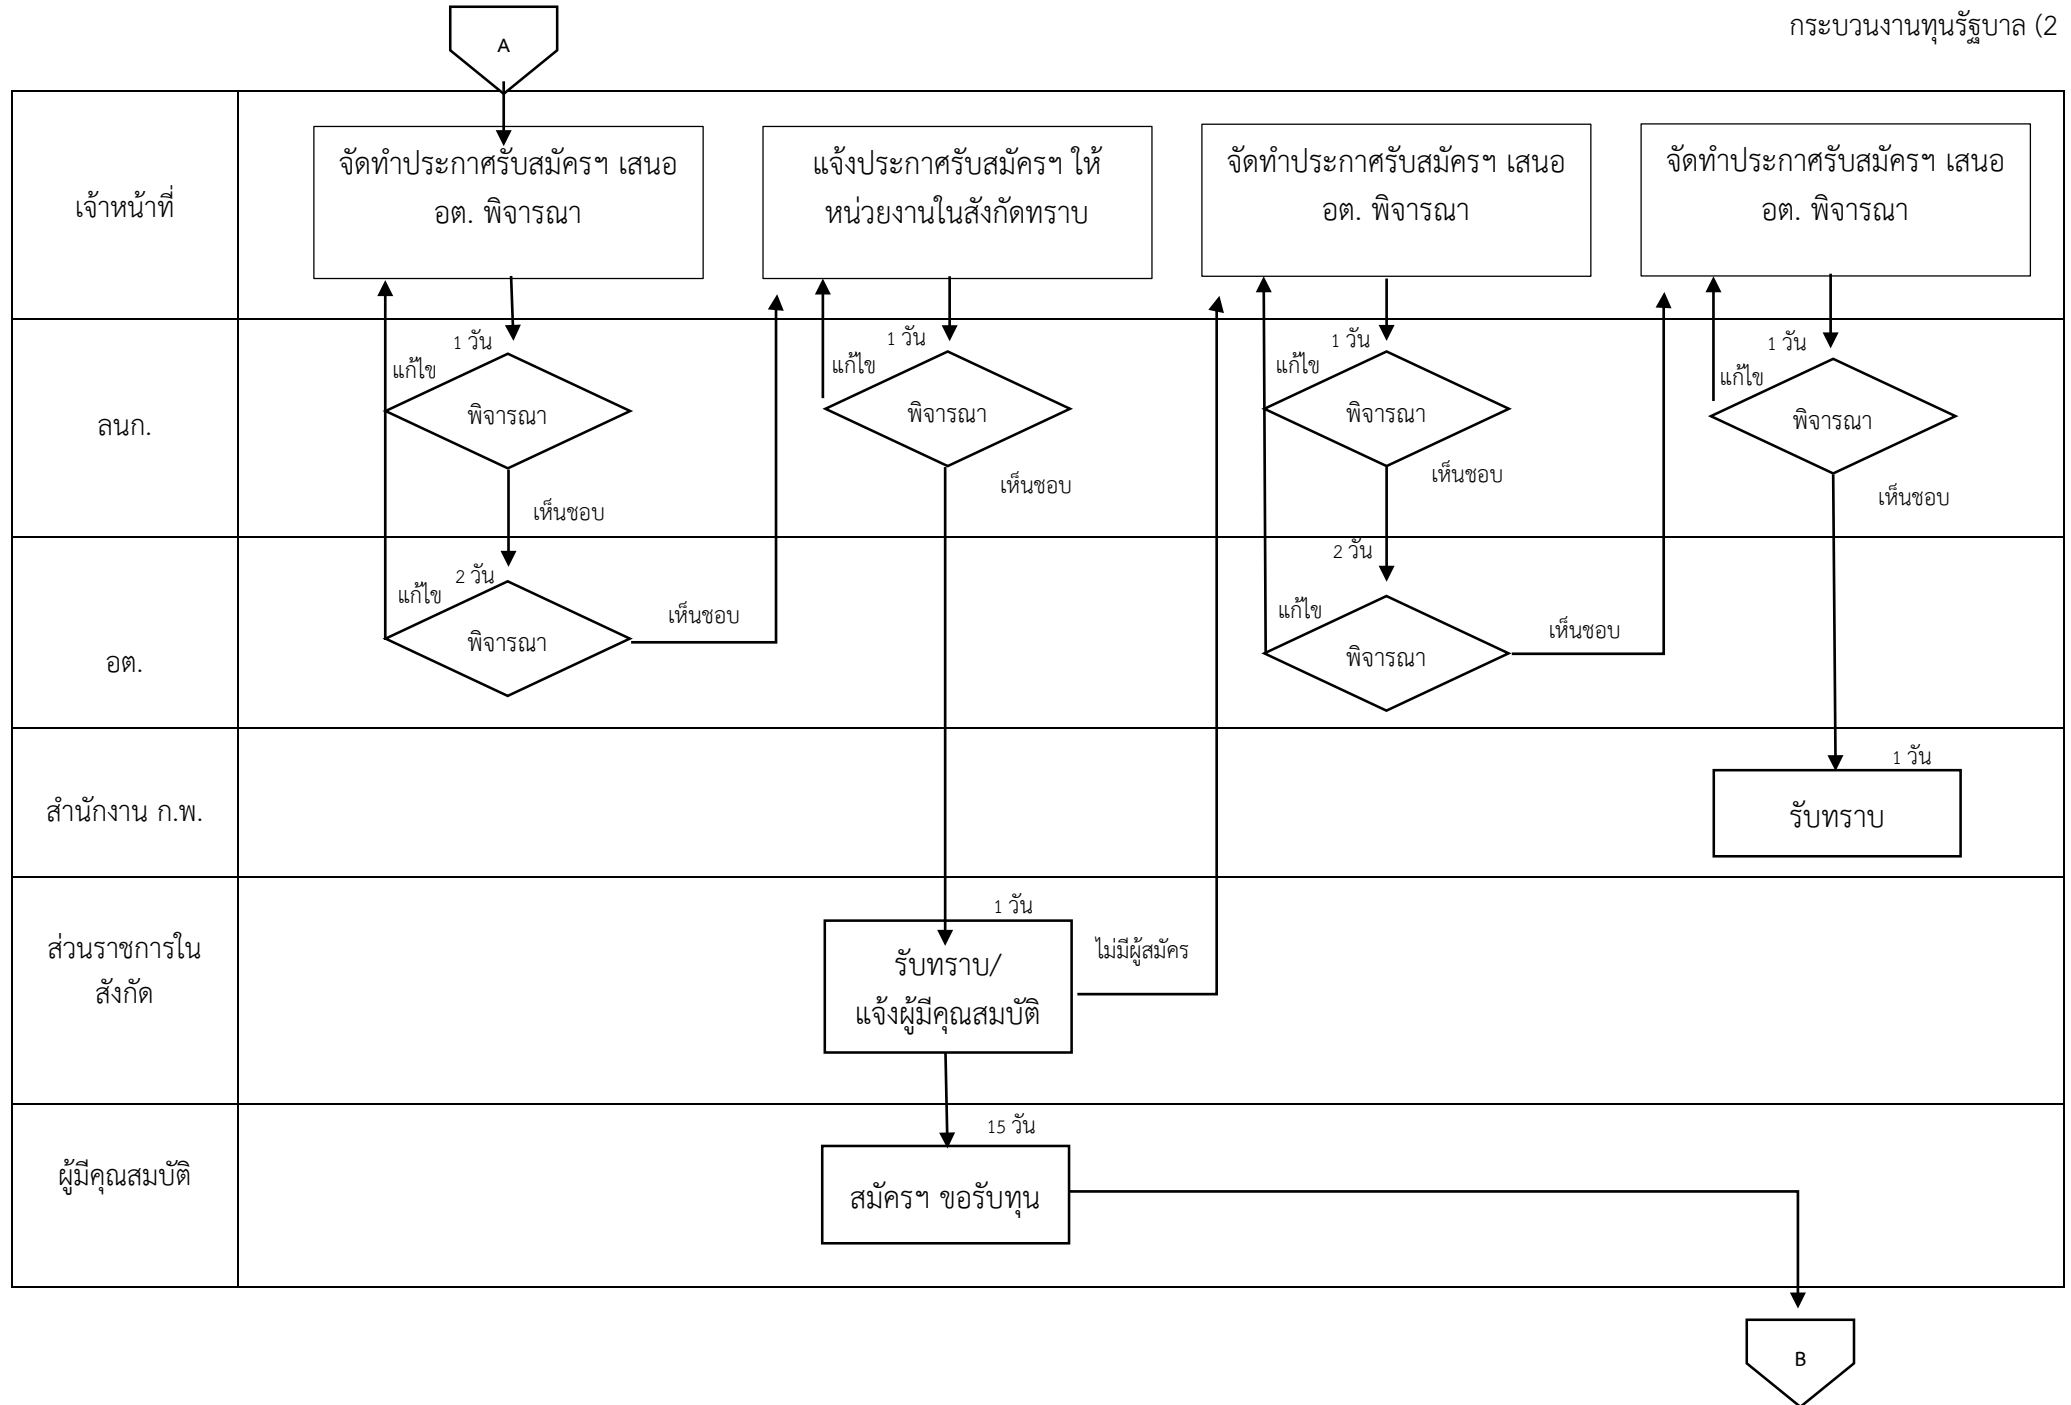 กระบวนงานทุนรัฐบาล (2
A
เจ้าหน้าที่
จัดทำประกาศรับสมัครฯ เสนอ
อต. พิจารณา
แจ้งประกาศรับสมัครฯ ให้
หน่วยงานในสังกัดทราบ
จัดทำประกาศรับสมัครฯ เสนอ
อต. พิจารณา
จัดทำประกาศรับสมัครฯ เสนอ
อต. พิจารณา
ลนก.
1 วัน
แก้ไข
พิจารณา
เห็นชอบ
1 วัน
แก้ไข
พิจารณา
เห็นชอบ
1 วัน
แก้ไข
พิจารณา
เห็นชอบ
1 วัน
แก้ไข
พิจารณา
เห็นชอบ
อต.
2 วัน
แก้ไข
พิจารณา
เห็นชอบ
2 วัน
แก้ไข
พิจารณา
เห็นชอบ
สำนักงาน ก.พ.
1 วัน
รับทราบ
ส่วนราชการใน
สังกัด
1 วัน
รับทราบ/
แจ้งผู้มีคุณสมบัติ
ไม่มีผู้สมัคร
ผู้มีคุณสมบัติ
15 วัน
สมัครฯ ขอรับทุน
B